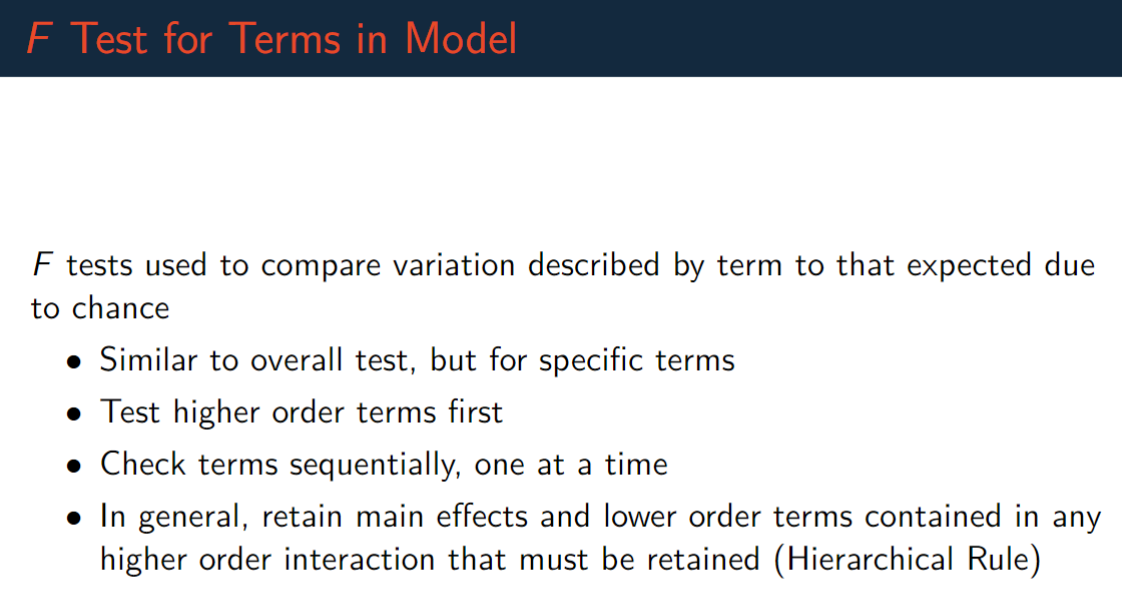 F Test for Terms in Model
F tests used to compare variation described by term to that expected due
to chance
• Similar to overall test, but for specific terms
• Test higher order terms first
• Check terms sequentially, one at a time
• In general, retain main effects and lower order terms contained in any
higher order interaction that must be retained (Hierarchical Rule)